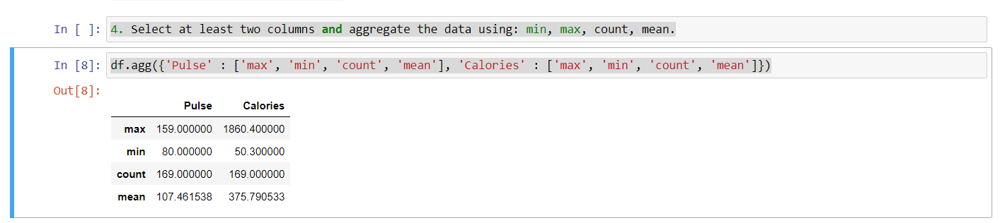 In [ ]: 4. Select at least two columns and aggregate the data using: min, max, count, mean.
In [8]: df.agg({'Pulse' : ['max', 'min', 'count', 'mean'], 'Calories' : ['max', 'min', 'count', 'mean']})
Out[8]:
Pulse Calories
max 159.000000 1860.400000
min 80.000000 50.300000
count 169.000000 169.000000
mean 107.461538 375.790533